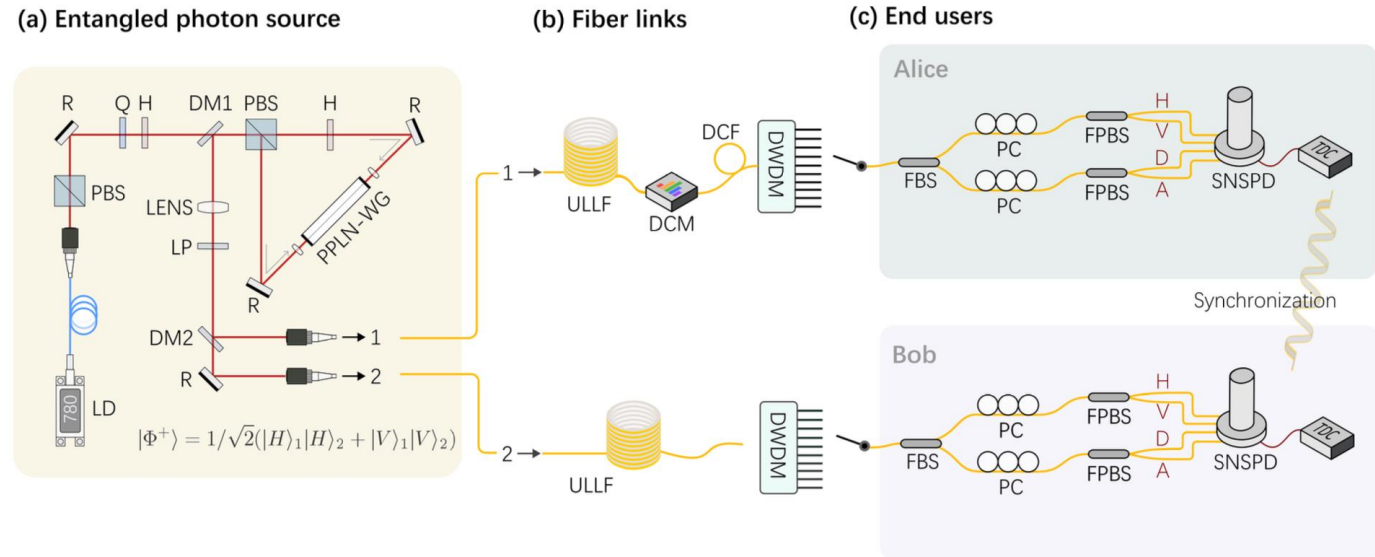 (a) Entangled photon source
(b) Fiber links
(c) End users
R
Q
H
DM1
PBS
H
R
PBS
LENS
LP
PPLN-WG
R
DM2
1
R
2
780
LD
|Φ⁺⟩ = 1/√2(|H⟩₁|H⟩₂ + |V⟩₁|V⟩₂)
1
ULLF
DCM
DCF
DWDM
2
ULLF
DWDM
Alice
FBS
PC
PC
FPBS
FPBS
H
V
D
A
SNSPD
TDC
Synchronization
Bob
FBS
PC
PC
FPBS
FPBS
H
V
D
A
SNSPD
TDC